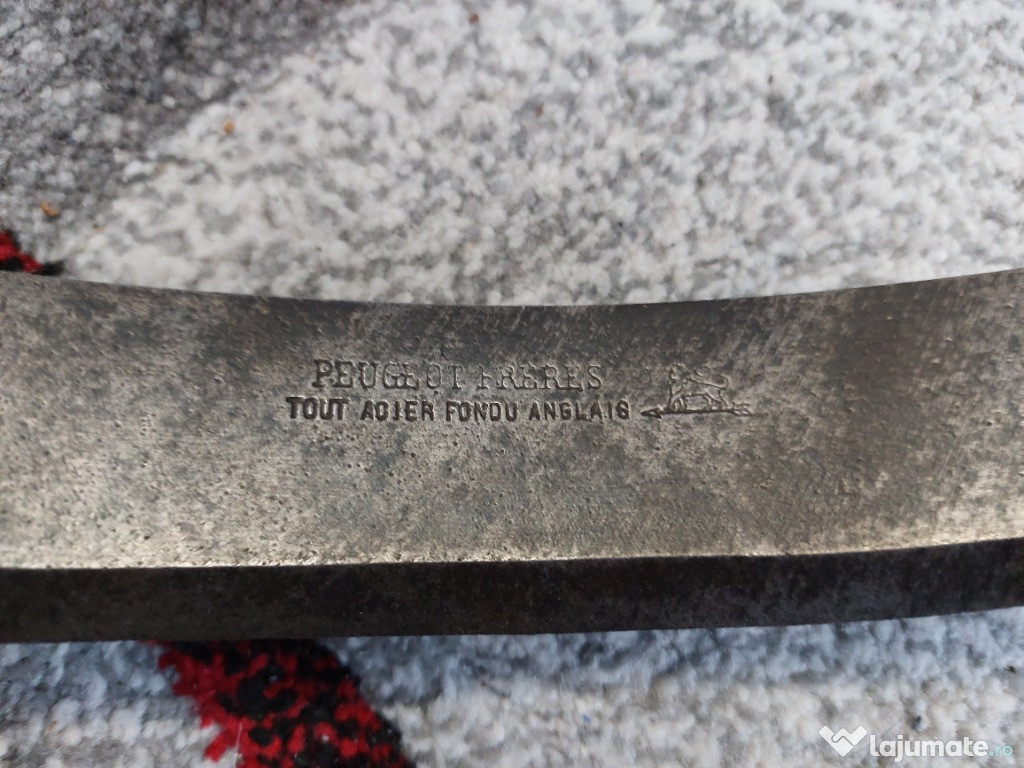 PEUGEOT FRERES
TOUT ACIER FONDU ANGLAIS
lajumate.ro